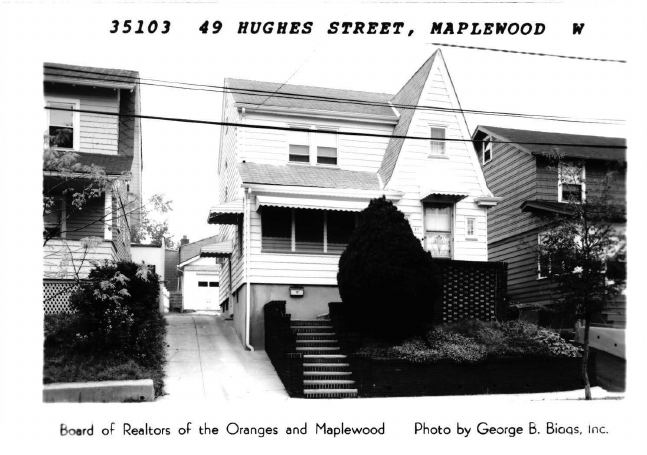 35103 49 HUGHES STREET, MAPLEWOOD W
Board of Realtors of the Oranges and Maplewood Photo by George B. Biggs, Inc.